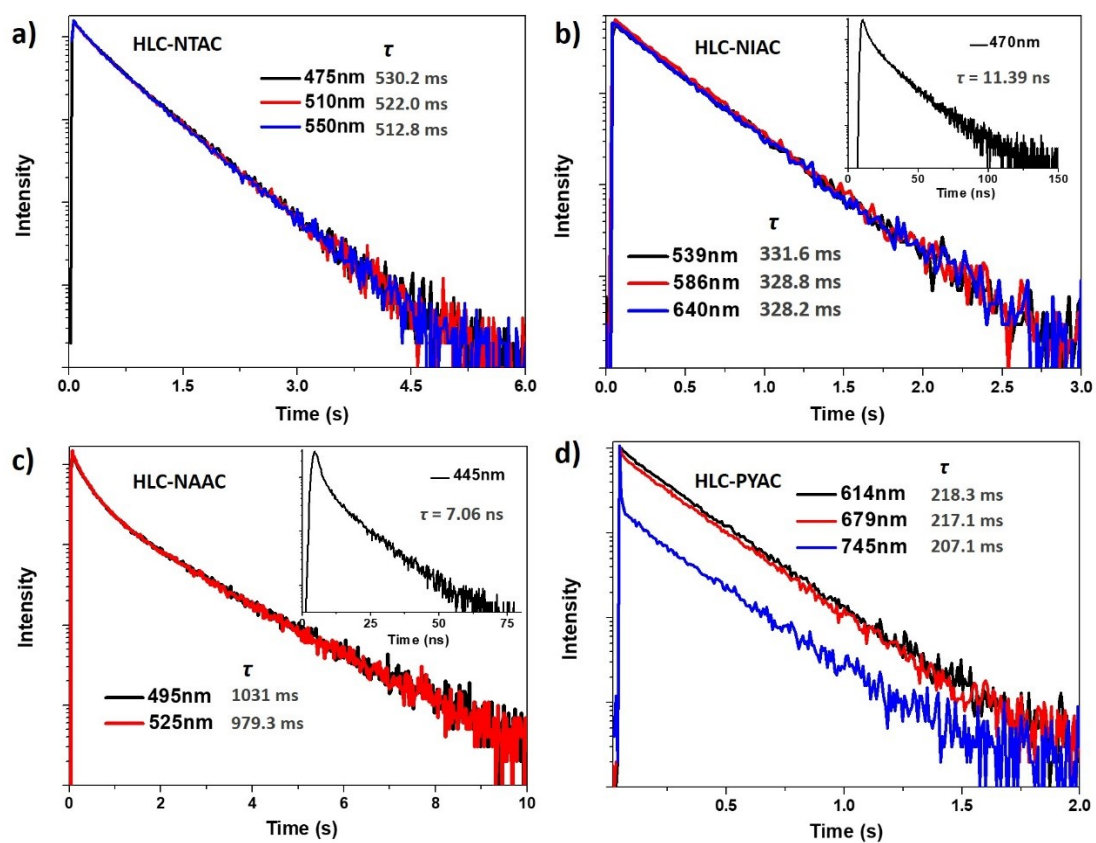 a)
HLC-NTAC
τ
475nm 530.2 ms
510nm 522.0 ms
550nm 512.8 ms
Intensity
0.0 1.5 3.0 4.5 6.0
Time (s)
b)
HLC-NIAC
470nm
τ = 11.39 ns
0 50 100 150
Time (ns)
τ
539nm 331.6 ms
586nm 328.8 ms
640nm 328.2 ms
Intensity
0.0 0.5 1.0 1.5 2.0 2.5 3.0
Time (s)
c)
HLC-NAAC
445nm
τ = 7.06 ns
25 50 75
Time (ns)
τ
495nm 1031 ms
525nm 979.3 ms
Intensity
0 2 4 6 8 10
Time (s)
d)
HLC-PYAC
τ
614nm 218.3 ms
679nm 217.1 ms
745nm 207.1 ms
Intensity
0.5 1.0 1.5 2.0
Time (s)